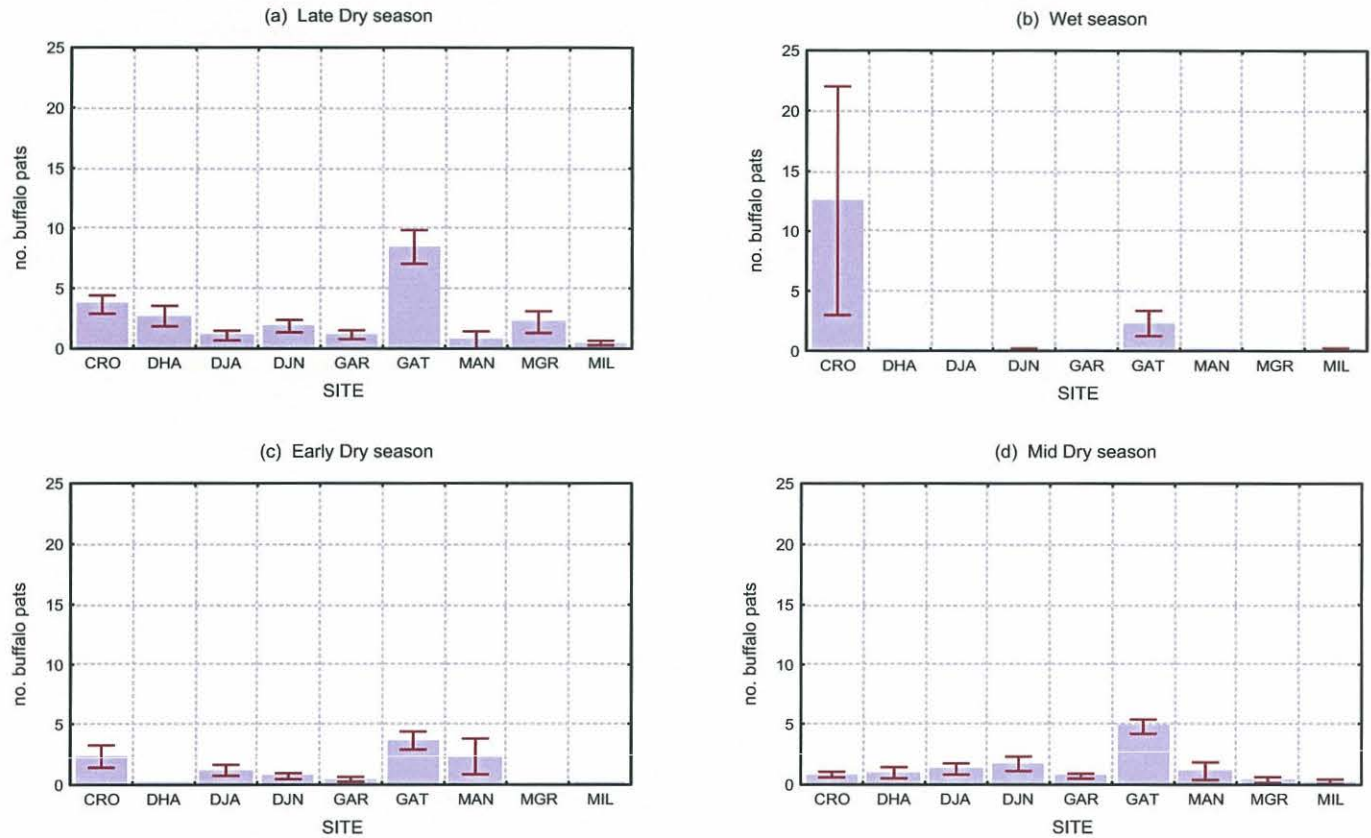 (a) Late Dry season
25
20
15
10
5
0
no. buffalo pats
CRO DHA DJA DJN GAR GAT MAN MGR MIL
SITE
(b) Wet season
25
20
15
10
5
0
no. buffalo pats
CRO DHA DJA DJN GAR GAT MAN MGR MIL
SITE
(c) Early Dry season
25
20
15
10
5
0
no. buffalo pats
CRO DHA DJA DJN GAR GAT MAN MGR MIL
SITE
(d) Mid Dry season
25
20
15
10
5
0
no. buffalo pats
CRO DHA DJA DJN GAR GAT MAN MGR MIL
SITE